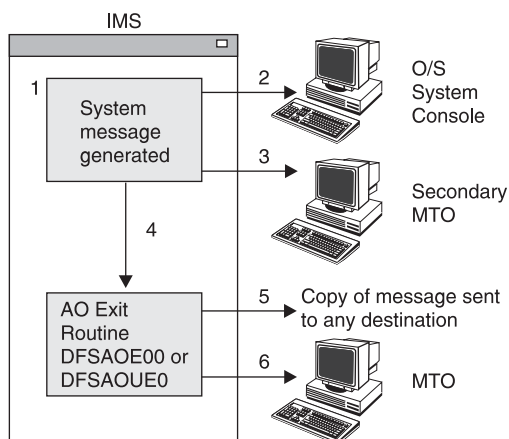 IMS
1
System
message
generated
2
O/S
System
Console
3
Secondary
MTO
4
AO Exit
Routine
DFSAOE00 or
DFSAOUE0
5
Copy of message sent
to any destination
6
MTO